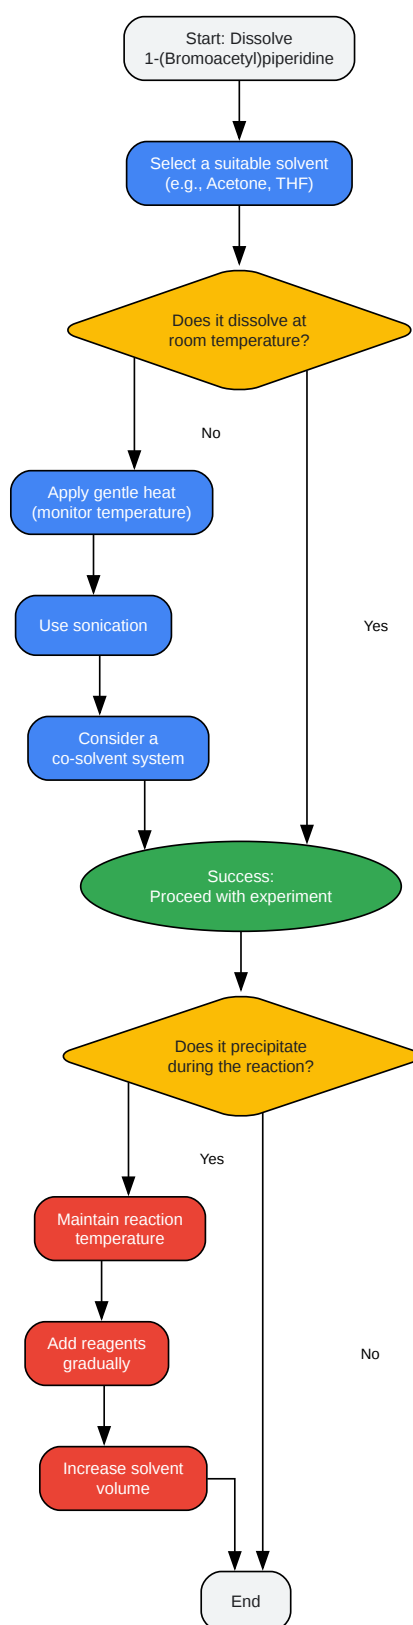 Start: Dissolve
1-(Bromoacetyl)piperidine
Select a suitable solvent
(e.g., Acetone, THF)
Does it dissolve at
room temperature?
No
Apply gentle heat
(monitor temperature)
Use sonication
Yes
Consider a
co-solvent system
Success:
Proceed with experiment
Does it precipitate
during the reaction?
Yes
Maintain reaction
temperature
Add reagents
gradually
No
Increase solvent
volume
End